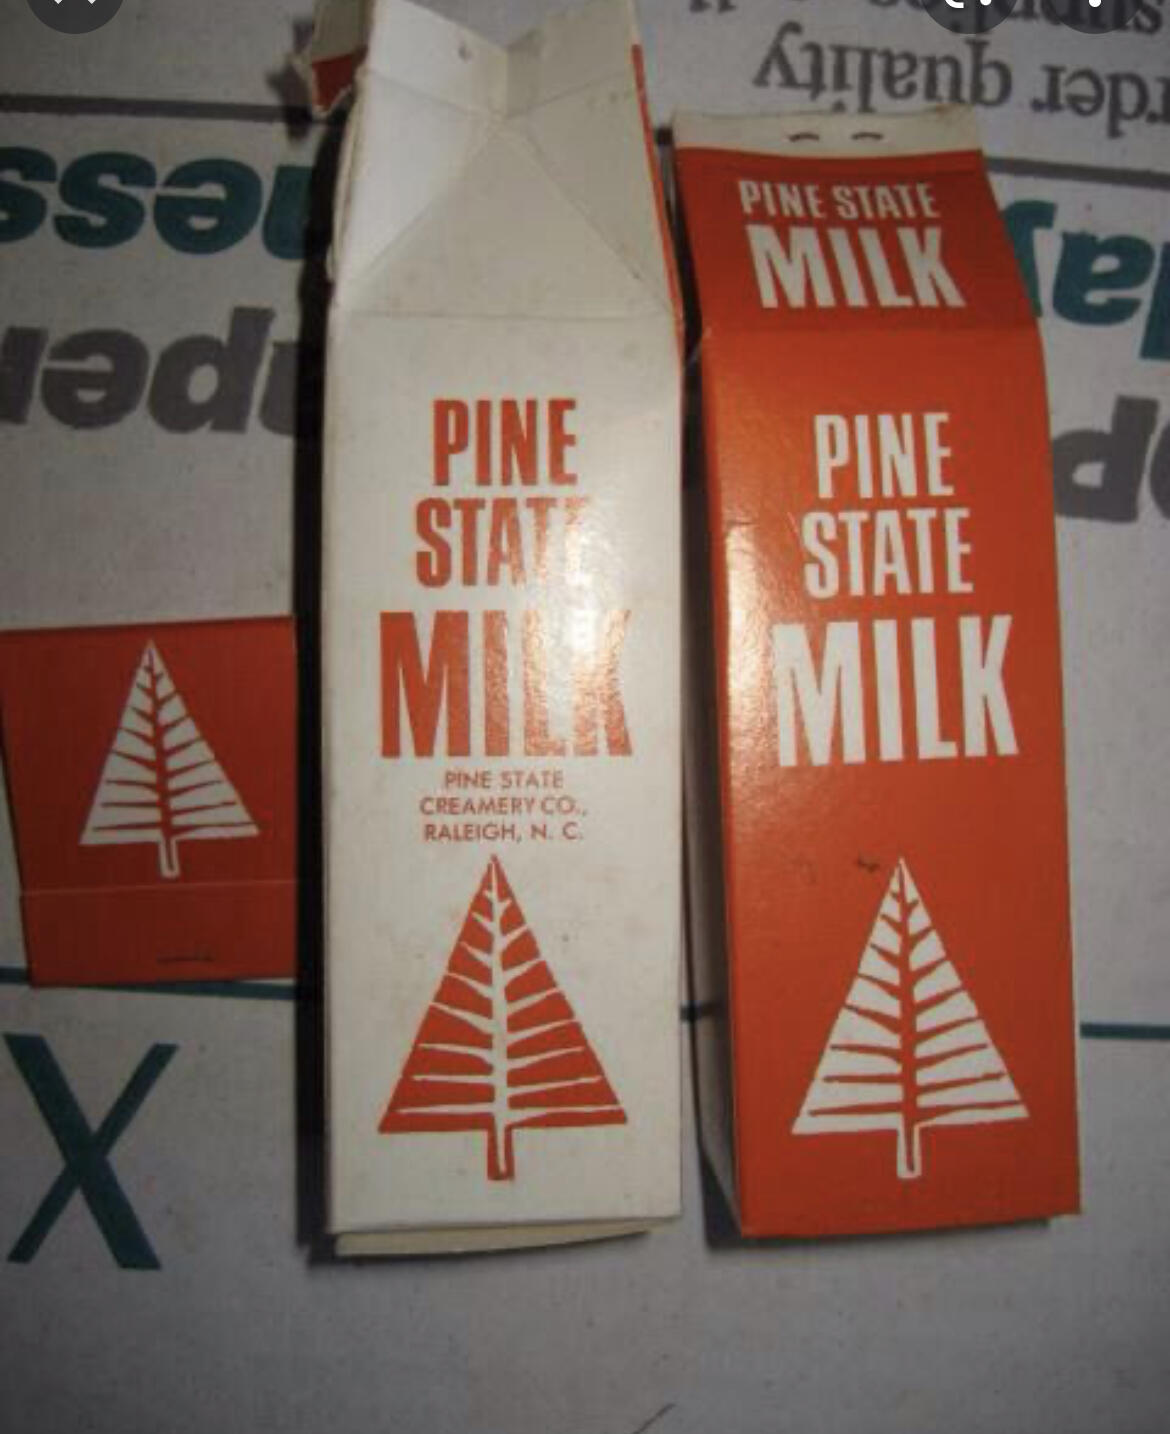 PINE
STATE
MILK
PINE STATE
CREAMERY CO.,
RALEIGH, N. C.
PINE STATE
MILK
PINE
STATE
MILK
rder quality
X